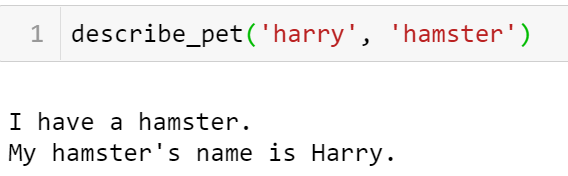 1 describe_pet('harry', 'hamster')
I have a hamster.
My hamster's name is Harry.